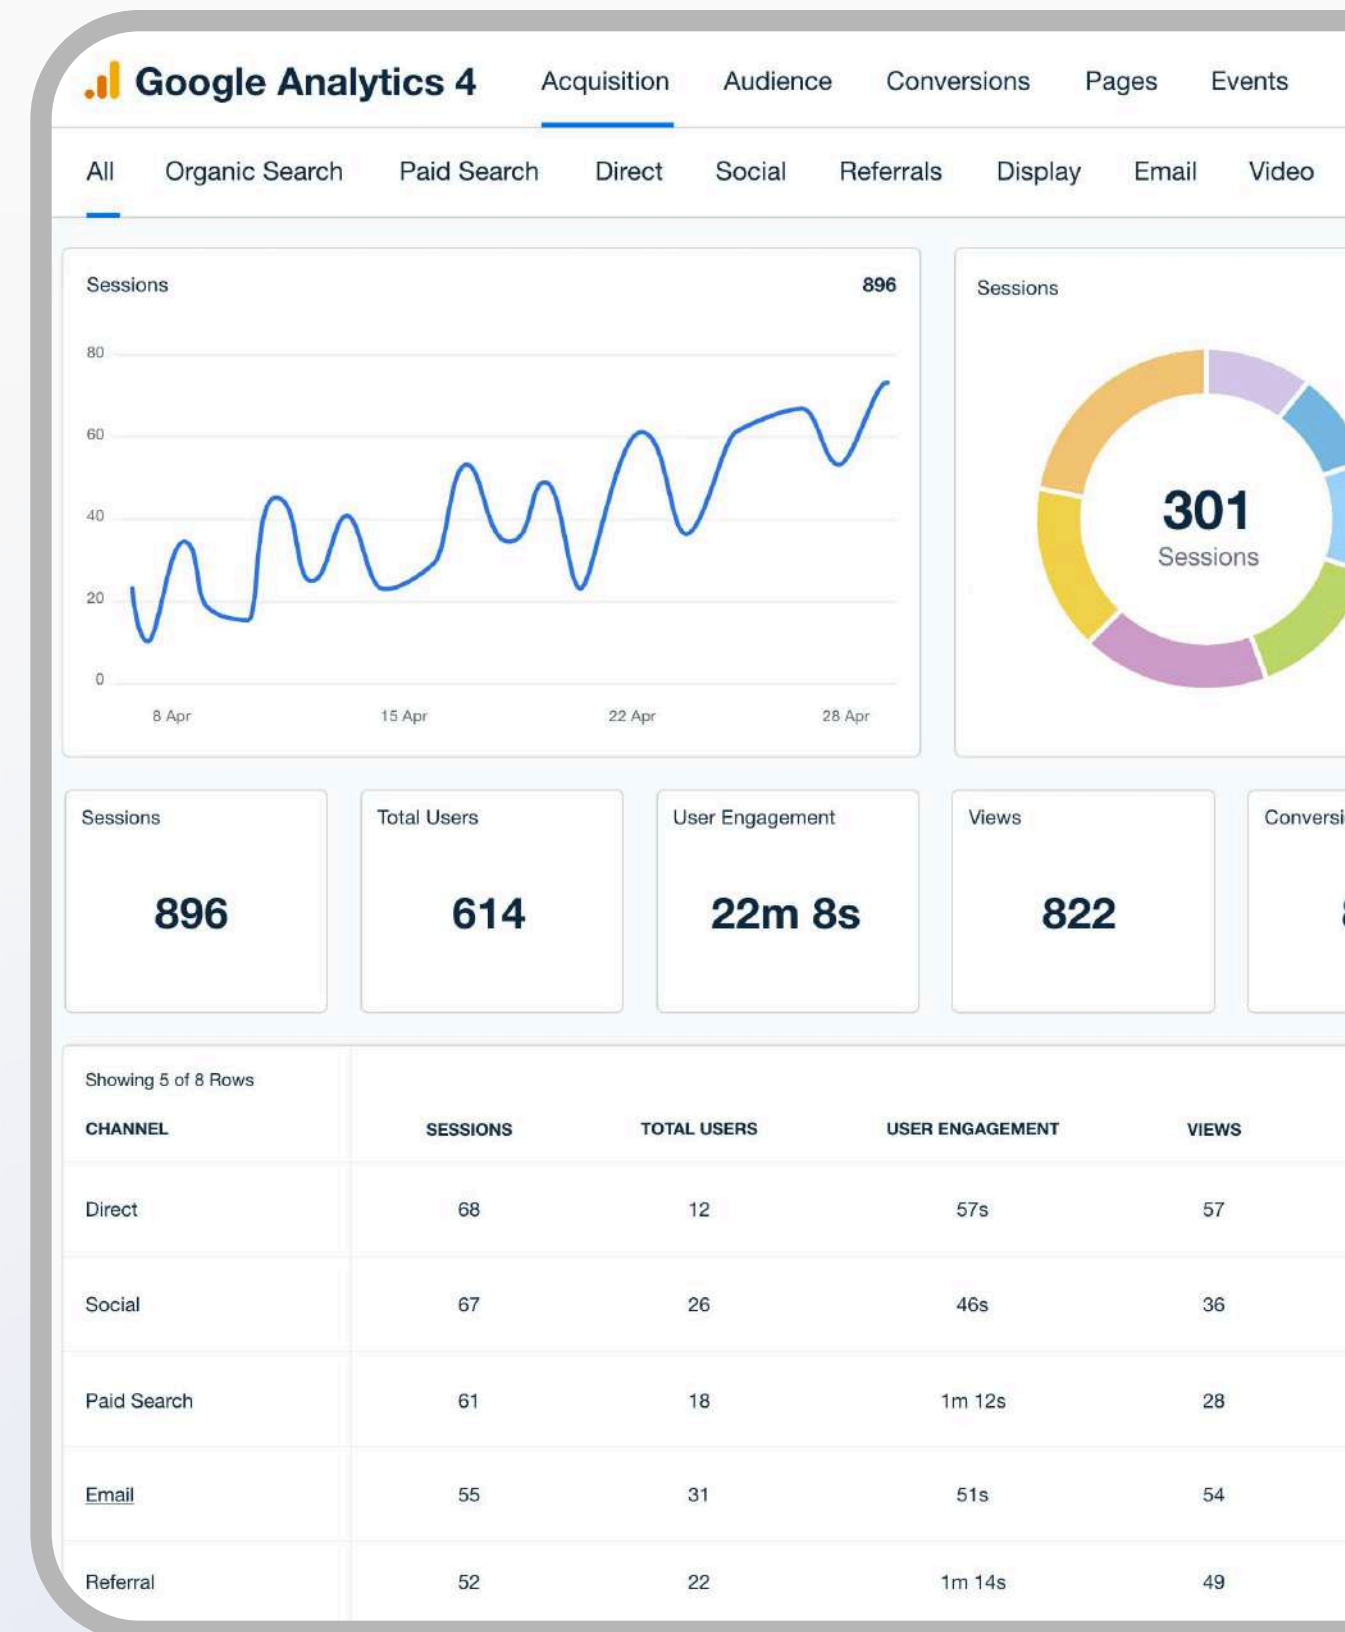 Google Analytics 4 Acquisition Audience Conversions Pages Events
All Organic Search Paid Search Direct Social Referrals Display Email Video
Sessions 896
80
60
40
20
0
8 Apr 15 Apr 22 Apr 28 Apr
Sessions
301
Sessions
Sessions
896
Total Users
614
User Engagement
22m 8s
Views
822
Showing 5 of 8 Rows
CHANNEL SESSIONS TOTAL USERS USER ENGAGEMENT VIEWS
Direct 68 12 57s 57
Social 67 26 46s 36
Paid Search 61 18 1m 12s 28
Email 55 31 51s 54
Referral 52 22 1m 14s 49